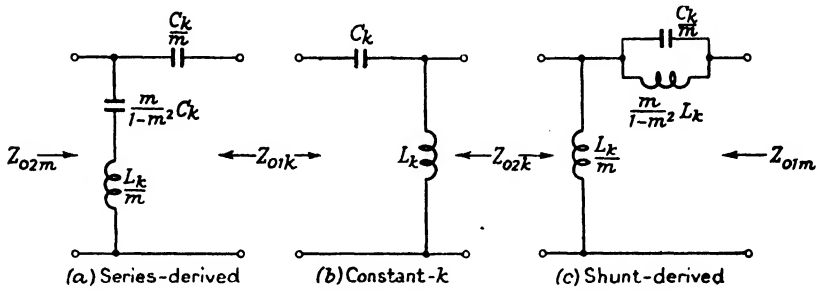 C_k/m
C_k
C_k/m
m/1-m² C_k
m/1-m² L_k
Z_02m
L_k/m
Z_01k
L_k
Z_02k
L_k/m
Z_01m
(a) Series-derived
(b) Constant-k
(c) Shunt-derived